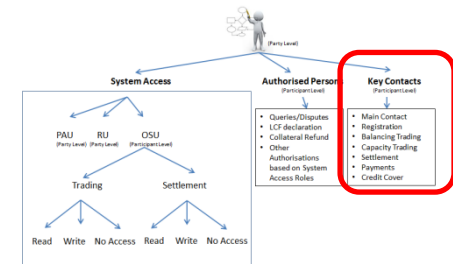 (Party Level)
System Access
Authorised Persons
(Participant Level)
Key Contacts
(Participant Level)
PAU
(Party Level)
RU
(Party Level)
OSU
(Participant Level)
Trading
Settlement
Read
Write
No Access
Read
Write
No Access
• Queries/Disputes
• LCF declaration
• Collateral Refund
• Other
Authorisations
based on System
Access Roles
• Main Contact
• Registration
• Balancing Trading
• Capacity Trading
• Settlement
• Payments
• Credit Cover